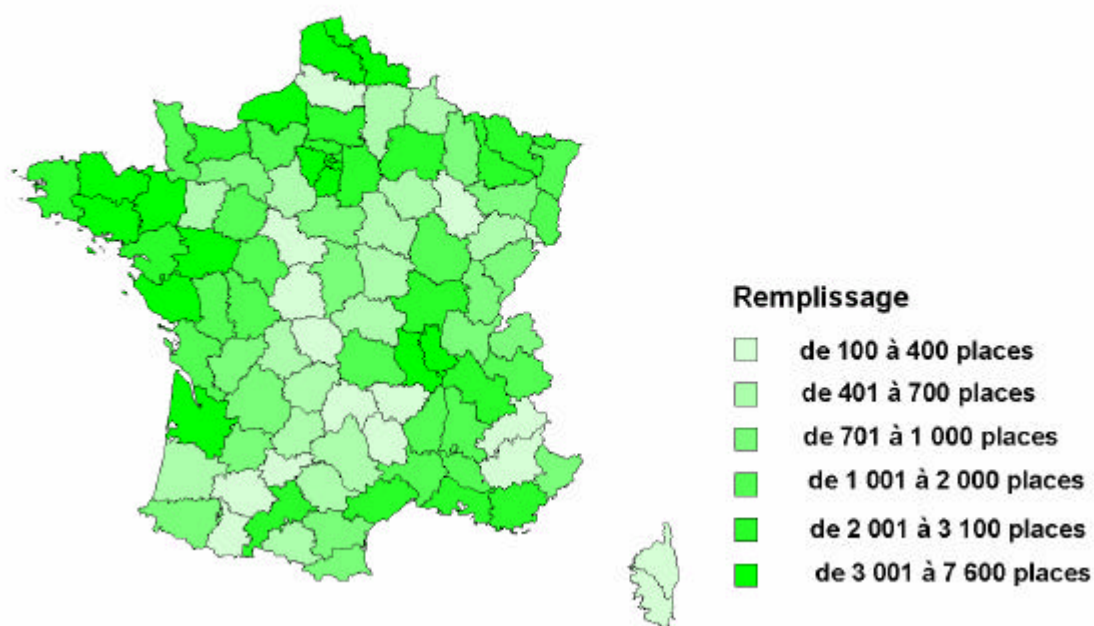 Remplissage
de 100 à 400 places
de 401 à 700 places
de 701 à 1 000 places
de 1 001 à 2 000 places
de 2 001 à 3 100 places
de 3 001 à 7 600 places